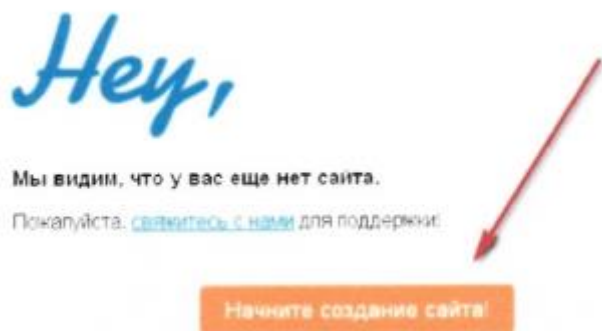 Hey,
Мы видим, что у вас еще нет сайта.
Пожалуйста, свяжитесь с нами для поддержки!
Начните создание сайта!